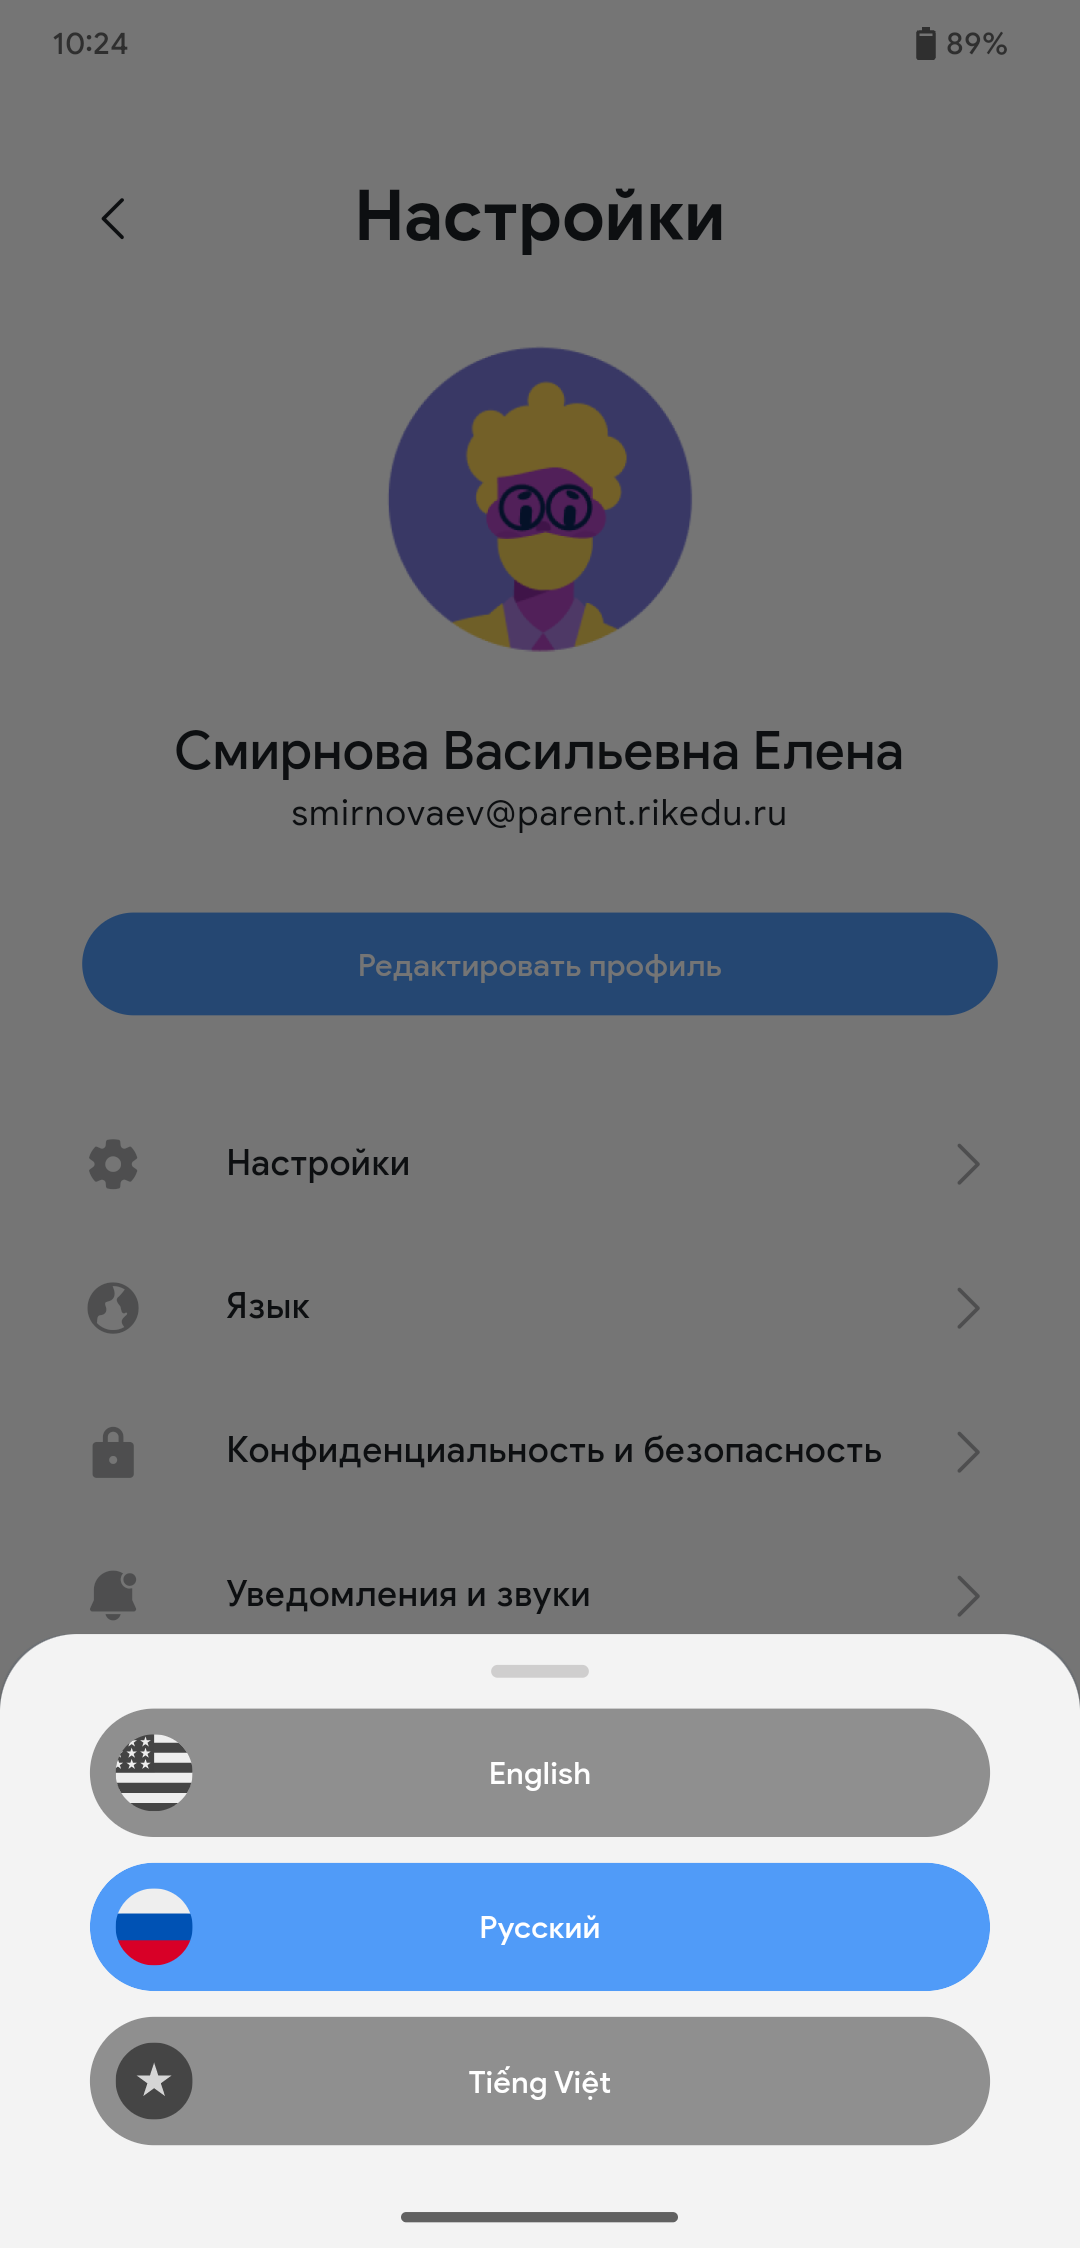 10:24
89%
Настройки
Смирнова Васильевна Елена
smirnovaev@parent.rikedu.ru
Редактировать профиль
Настройки
Язык
Конфиденциальность и безопасность
Уведомления и звуки
English
Русский
Tiếng Việt